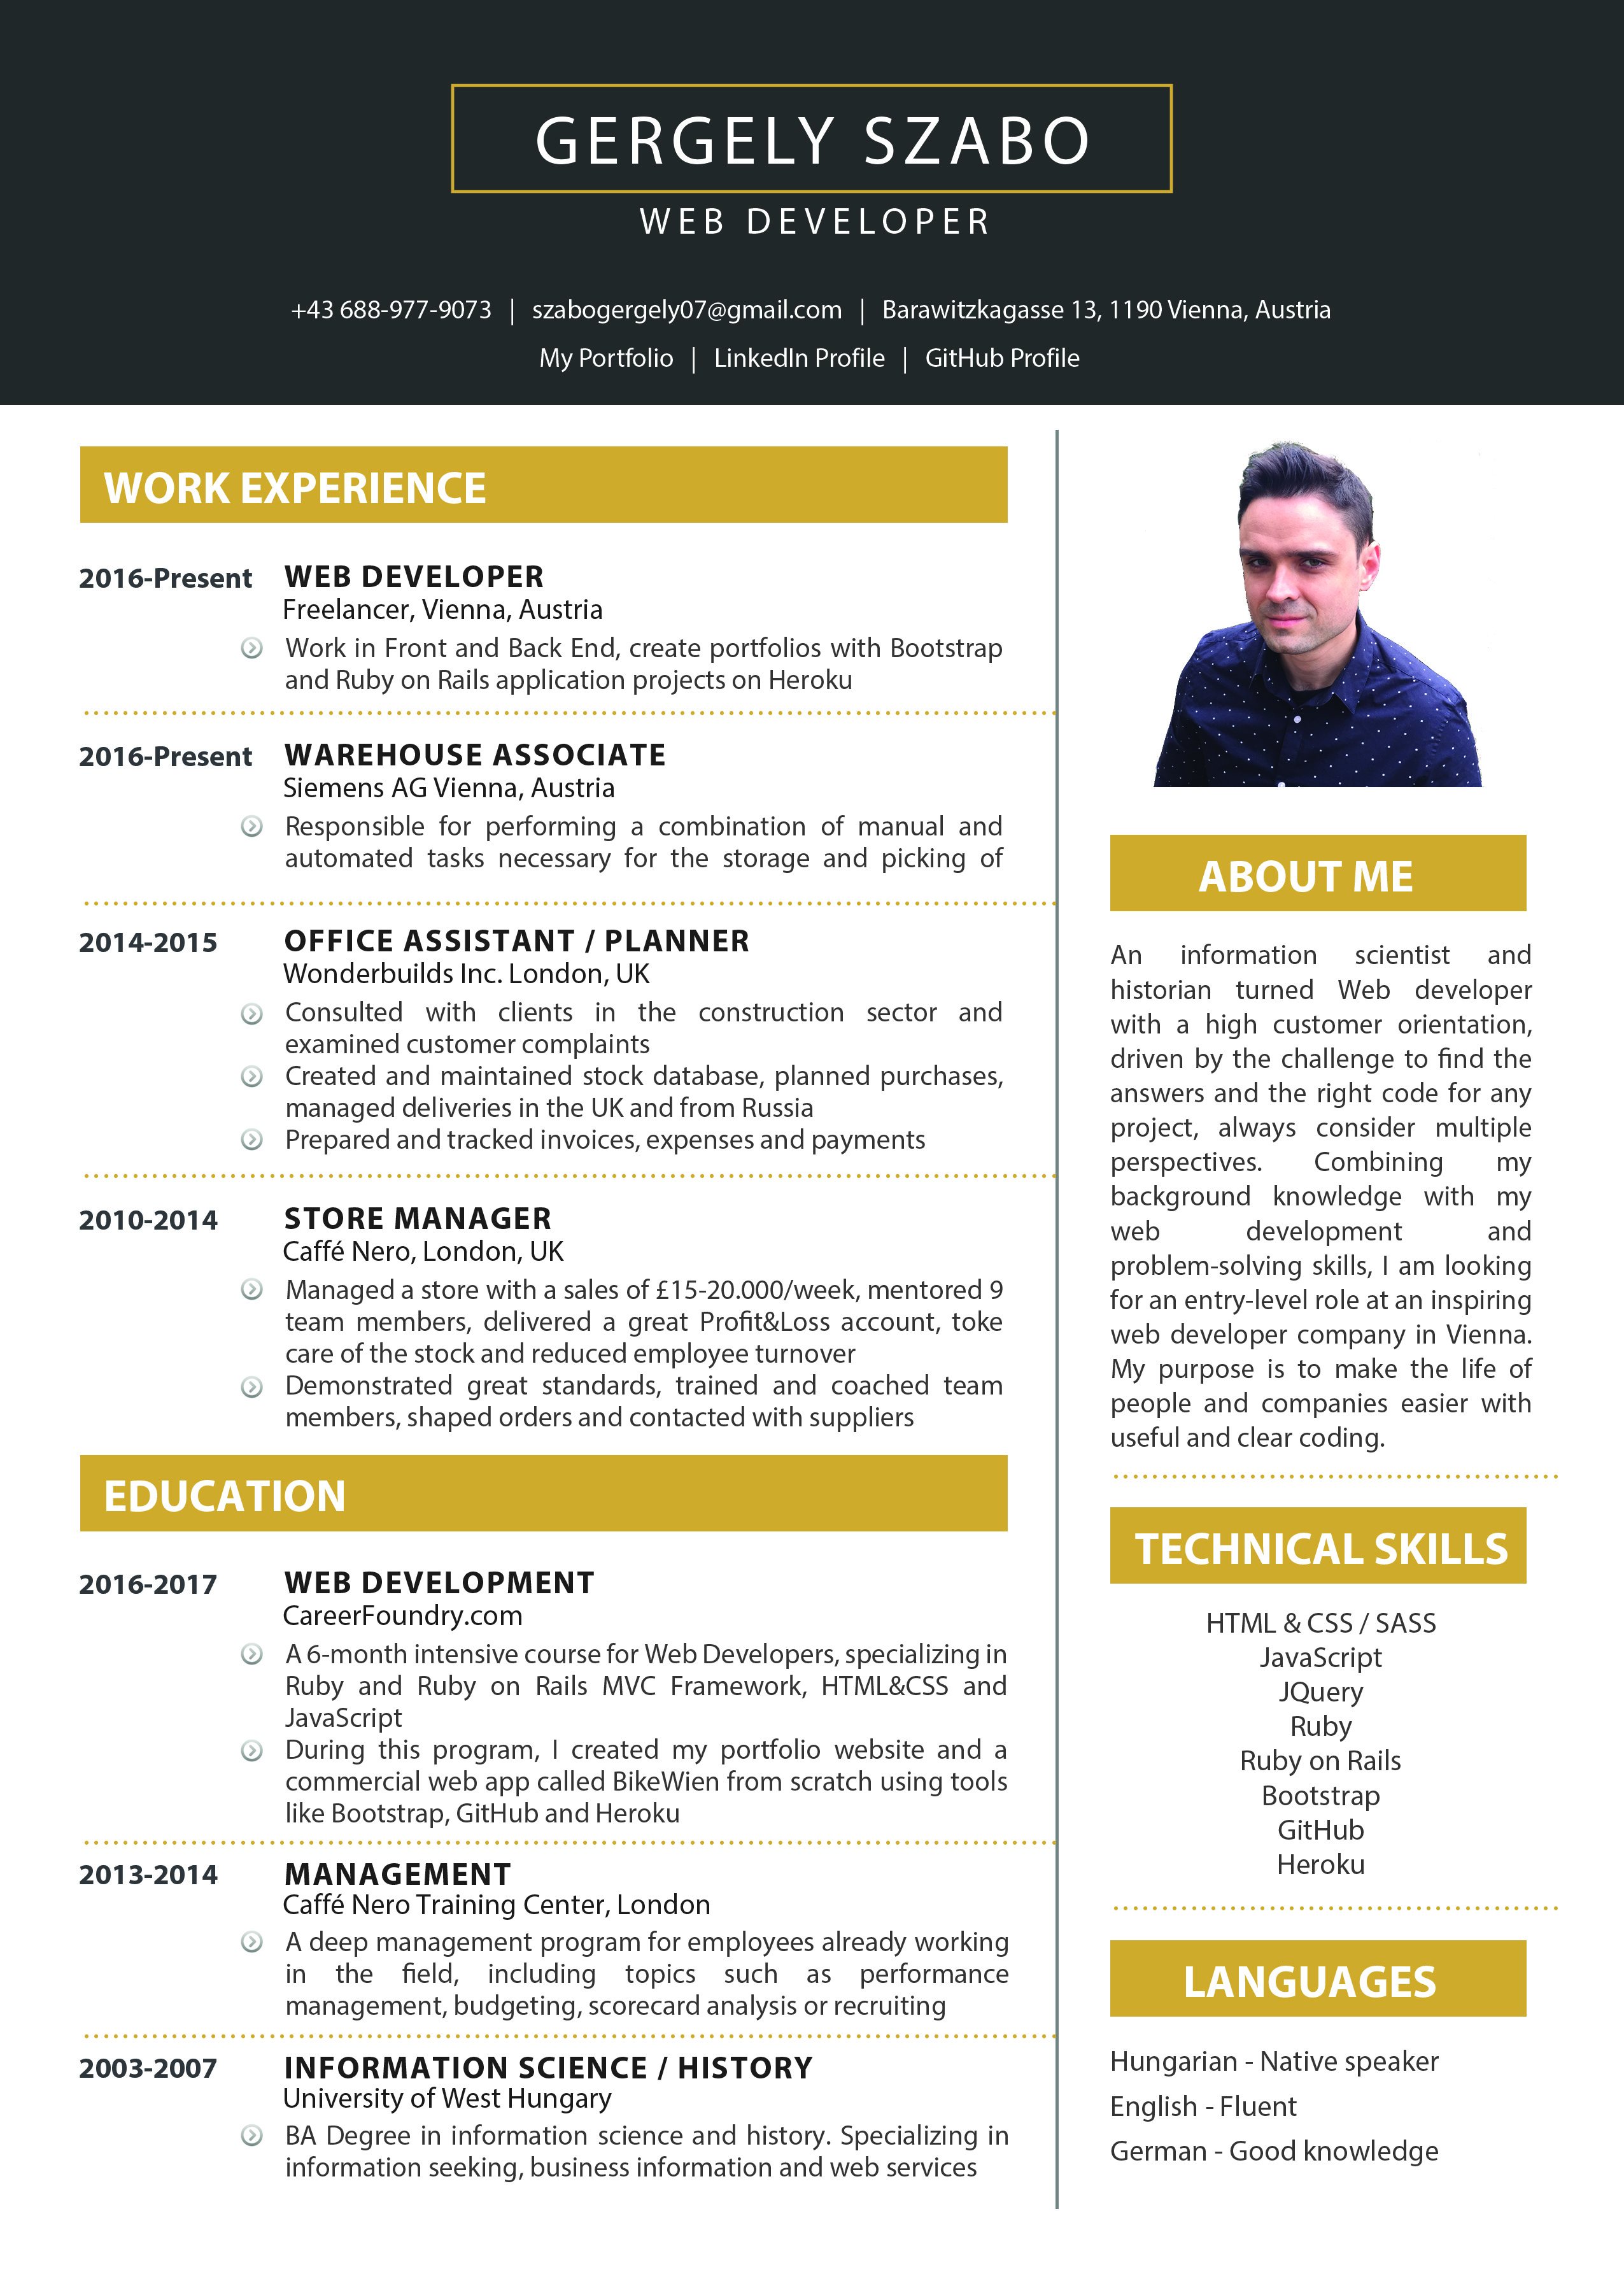 GERGELY SZABO
WEB DEVELOPER
+43 688-977-9073 | szabogergely07@gmail.com | Barawitzkagasse 13, 1190 Vienna, Austria
My Portfolio | LinkedIn Profile | GitHub Profile
WORK EXPERIENCE
2016-Present WEB DEVELOPER
Freelancer, Vienna, Austria
Work in Front and Back End, create portfolios with Bootstrap
and Ruby on Rails application projects on Heroku
2016-Present WAREHOUSE ASSOCIATE
Siemens AG Vienna, Austria
Responsible for performing a combination of manual and
automated tasks necessary for the storage and picking of
2014-2015 OFFICE ASSISTANT / PLANNER
Wonderbuilds Inc. London, UK
Consulted with clients in the construction sector and
examined customer complaints
Created and maintained stock database, planned purchases,
managed deliveries in the UK and from Russia
Prepared and tracked invoices, expenses and payments
2010-2014 STORE MANAGER
Caffé Nero, London, UK
Managed a store with a sales of £15-20.000/week, mentored 9
team members, delivered a great Profit&Loss account, toke
care of the stock and reduced employee turnover
Demonstrated great standards, trained and coached team
members, shaped orders and contacted with suppliers
EDUCATION
2016-2017 WEB DEVELOPMENT
CareerFoundry.com
A 6-month intensive course for Web Developers, specializing in
Ruby and Ruby on Rails MVC Framework, HTML&CSS and
JavaScript
During this program, I created my portfolio website and a
commercial web app called BikeWien from scratch using tools
like Bootstrap, GitHub and Heroku
2013-2014 MANAGEMENT
Caffé Nero Training Center, London
A deep management program for employees already working
in the field, including topics such as performance
management, budgeting, scorecard analysis or recruiting
2003-2007 INFORMATION SCIENCE / HISTORY
University of West Hungary
BA Degree in information science and history. Specializing in
information seeking, business information and web services
ABOUT ME
An information scientist and
historian turned Web developer
with a high customer orientation,
driven by the challenge to find the
answers and the right code for any
project, always consider multiple
perspectives. Combining my
background knowledge with my
web development and
problem-solving skills, I am looking
for an entry-level role at an inspiring
web developer company in Vienna.
My purpose is to make the life of
people and companies easier with
useful and clear coding.
TECHNICAL SKILLS
HTML & CSS / SASS
JavaScript
JQuery
Ruby
Ruby on Rails
Bootstrap
GitHub
Heroku
LANGUAGES
Hungarian - Native speaker
English - Fluent
German - Good knowledge